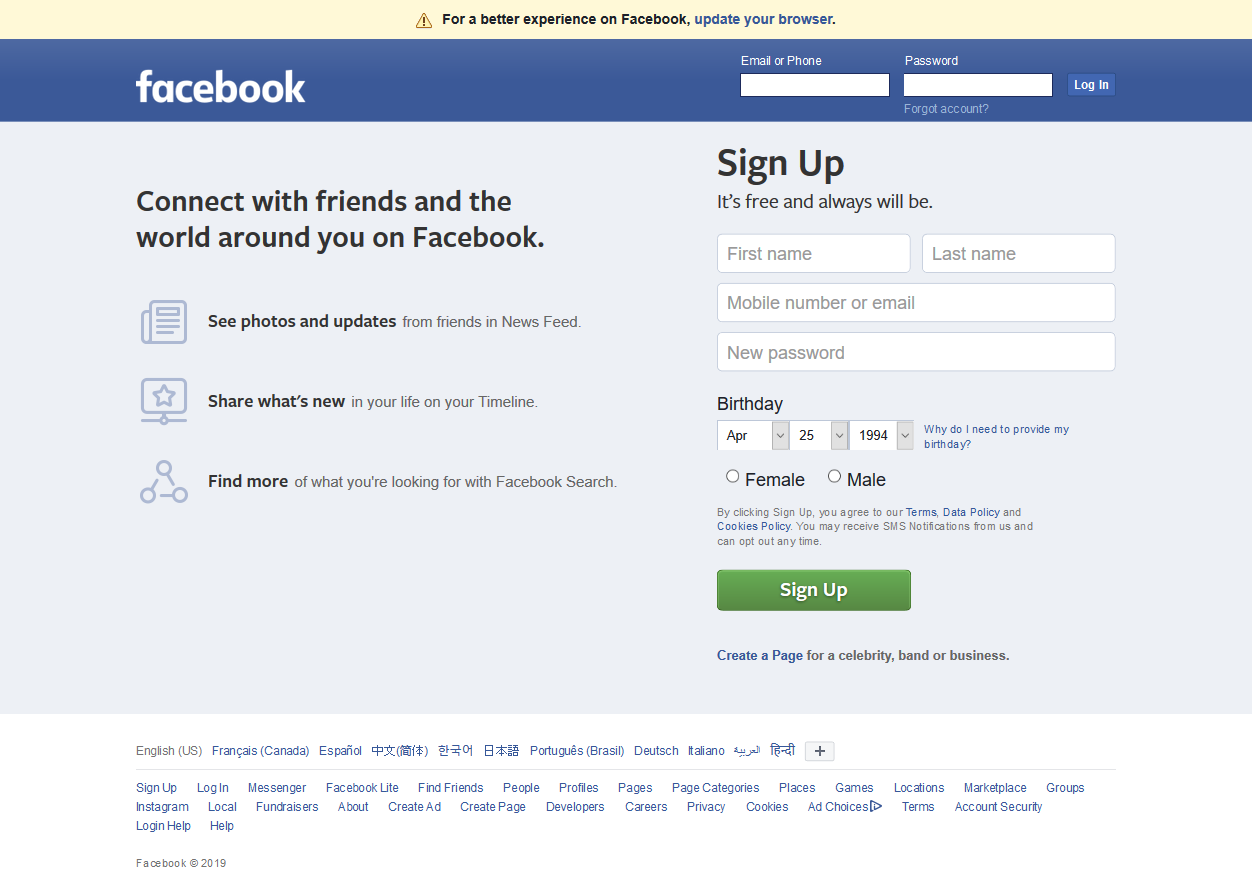 For a better experience on Facebook, update your browser.
facebook
Email or Phone
Password
Log In
Forgot account?
Connect with friends and the
world around you on Facebook.
See photos and updates from friends in News Feed.
Share what's new in your life on your Timeline.
Find more of what you're looking for with Facebook Search.
Sign Up
It's free and always will be.
First name
Last name
Mobile number or email
New password
Birthday
Apr 25 1994
Why do I need to provide my
birthday?
Female Male
By clicking Sign Up, you agree to our Terms, Data Policy and
Cookies Policy. You may receive SMS Notifications from us and
can opt out any time.
Sign Up
Create a Page for a celebrity, band or business.
English (US) Français (Canada) Español 中文(简体) 한국어 日本語 Português (Brasil) Deutsch Italiano العربية हिन्दी +
Sign Up Log In Messenger Facebook Lite Find Friends People Profiles Pages Page Categories Places Games Locations Marketplace Groups
Instagram Local Fundraisers About Create Ad Create Page Developers Careers Privacy Cookies Ad Choices Terms Account Security
Login Help Help
Facebook © 2019